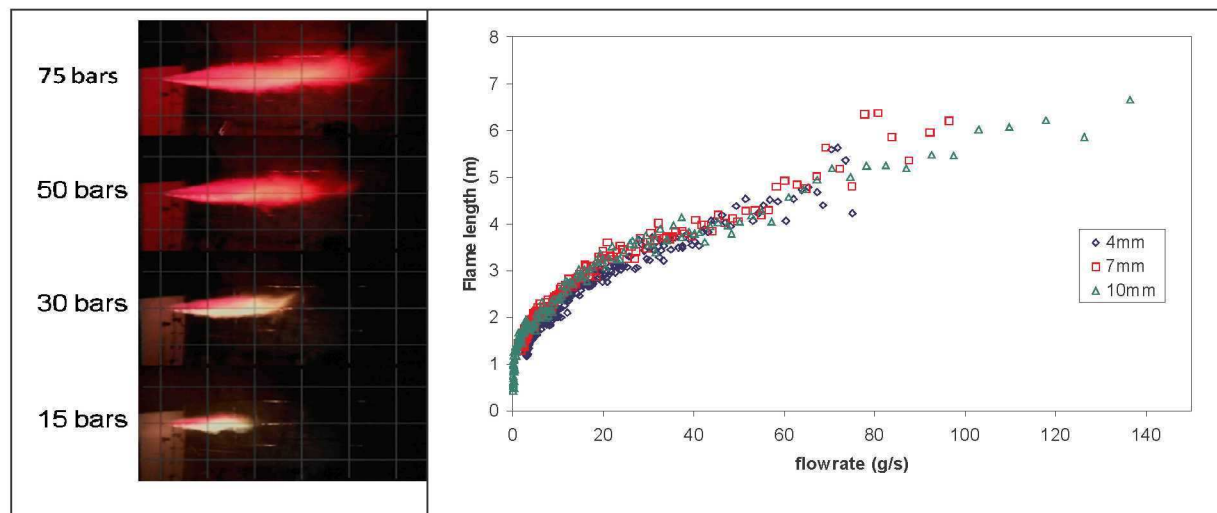 75 bars
50 bars
30 bars
15 bars
8
7
6
5
4
3
2
1
0
Flame length (m)
0 20 40 60 80 100 120 140
flowrate (g/s)
4mm
7mm
10mm